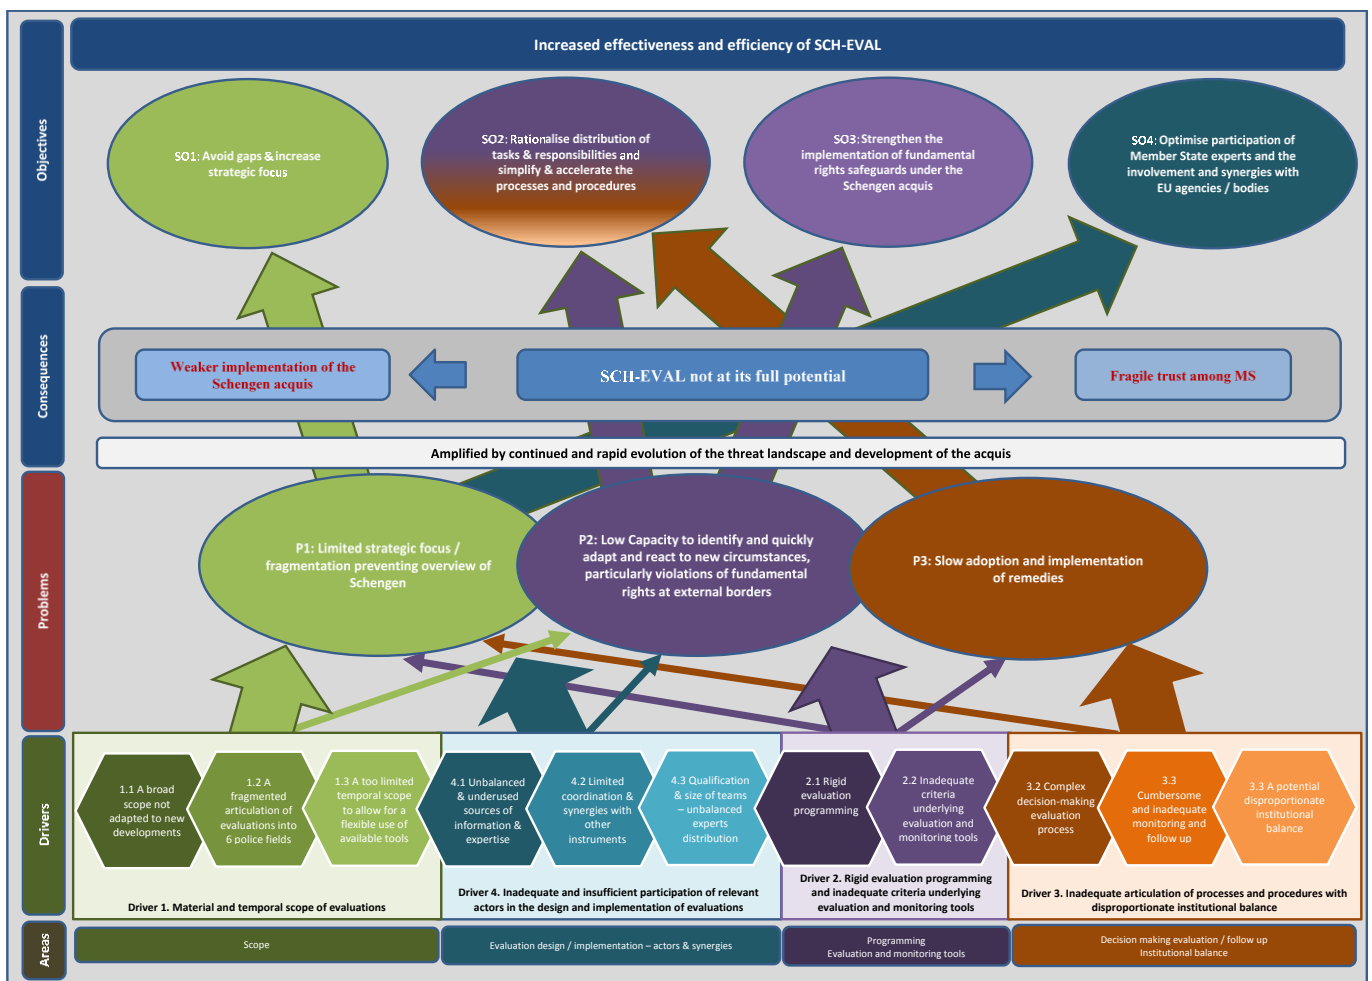 Objectives
Increased effectiveness and efficiency of SCH-EVAL
SO1: Avoid gaps & increase
strategic focus
SO2: Rationalise distribution of
tasks & responsibilities and
simplify & accelerate the
processes and procedures
SO3: Strengthen the
implementation of fundamental
rights safeguards under the
Schengen acquis
SO4: Optimise participation of
Member State experts and the
involvement and synergies with
EU agencies / bodies
Consequences
Weaker implementation of the
Schengen acquis
SCH-EVAL not at its full potential
Fragile trust among MS
Amplified by continued and rapid evolution of the threat landscape and development of the acquis
Problems
P1: Limited strategic focus /
fragmentation preventing overview of
Schengen
P2: Low Capacity to identify and quickly
adapt and react to new circumstances,
particularly violations of fundamental
rights at external borders
P3: Slow adoption and implementation
of remedies
Drivers
1.1 A broad
scope not
adapted to new
developments
1.2 A
fragmented
articulation of
evaluations into
6 police fields
1.3 A too limited
temporal scope
to allow for a
flexible use of
available tools
Driver 1. Material and temporal scope of evaluations
4.1 Unbalanced
& underused
sources of
information &
expertise
4.2 Limited
coordination &
synergies with
other
instruments
4.3 Qualification
& size of teams
– unbalanced
experts
distribution
Driver 4. Inadequate and insufficient participation of relevant
actors in the design and implementation of evaluations
2.1 Rigid
evaluation
programming
2.2 Inadequate
criteria
underlying
evaluation and
monitoring tools
Driver 2. Rigid evaluation programming
and inadequate criteria underlying
evaluation and monitoring tools
3.2 Complex
decision-making
evaluation
process
3.3
Cumbersome
and inadequate
monitoring and
follow up
3.3 A potential
disproportionate
institutional
balance
Driver 3. Inadequate articulation of processes and procedures with
disproportionate institutional balance
Areas
Scope
Evaluation design / implementation – actors & synergies
Programming
Evaluation and monitoring tools
Decision making evaluation / follow up
Institutional balance